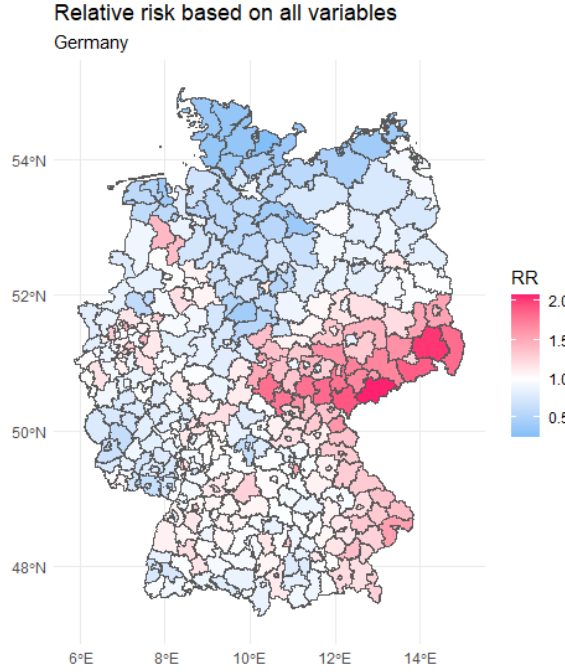 Relative risk based on all variables
Germany
54°N
52°N
50°N
48°N
6°E
8°E
10°E
12°E
14°E
RR
2.0
1.5
1.0
0.5